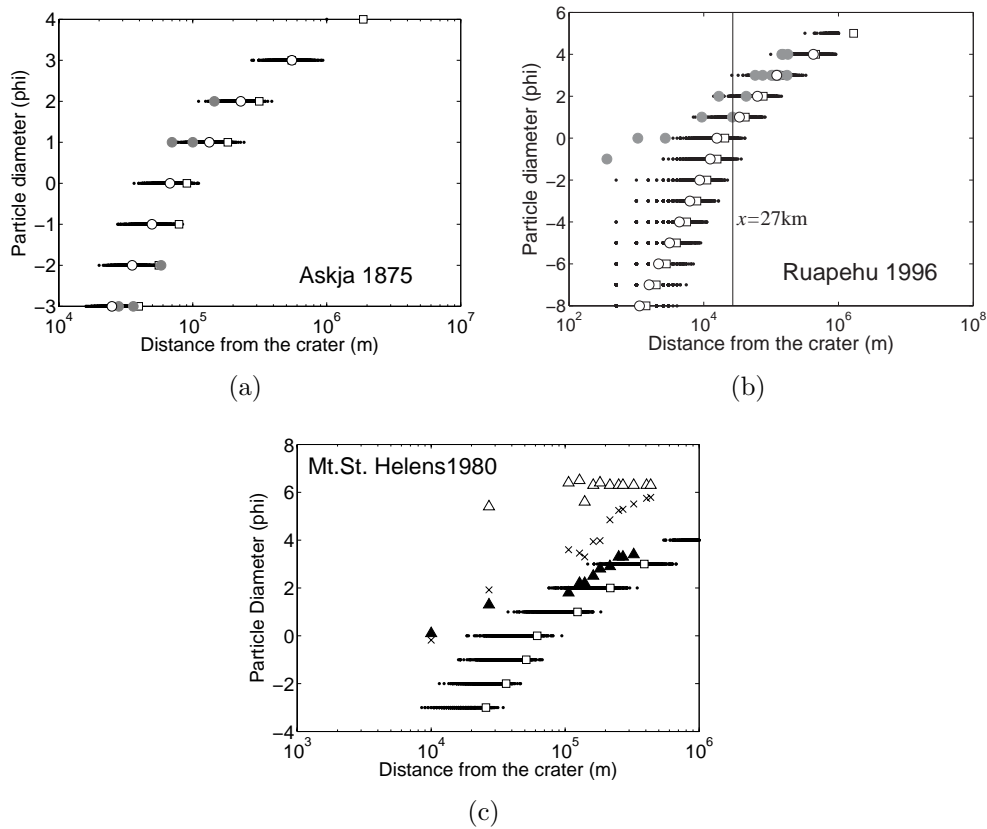 4
3
2
1
0
−1
−2
−3
Particle diameter (phi)
Askja 1875
10^4 10^5 10^6 10^7
Distance from the crater (m)
(a)
6
4
2
0
−2
−4
−6
−8
Particle diameter (phi)
x=27km
Ruapehu 1996
10^2 10^4 10^6 10^8
Distance from the crater (m)
(b)
8
6
4
2
0
−2
−4
Particle Diameter (phi)
Mt.St. Helens1980
10^3 10^4 10^5 10^6
Distance from the crater (m)
(c)